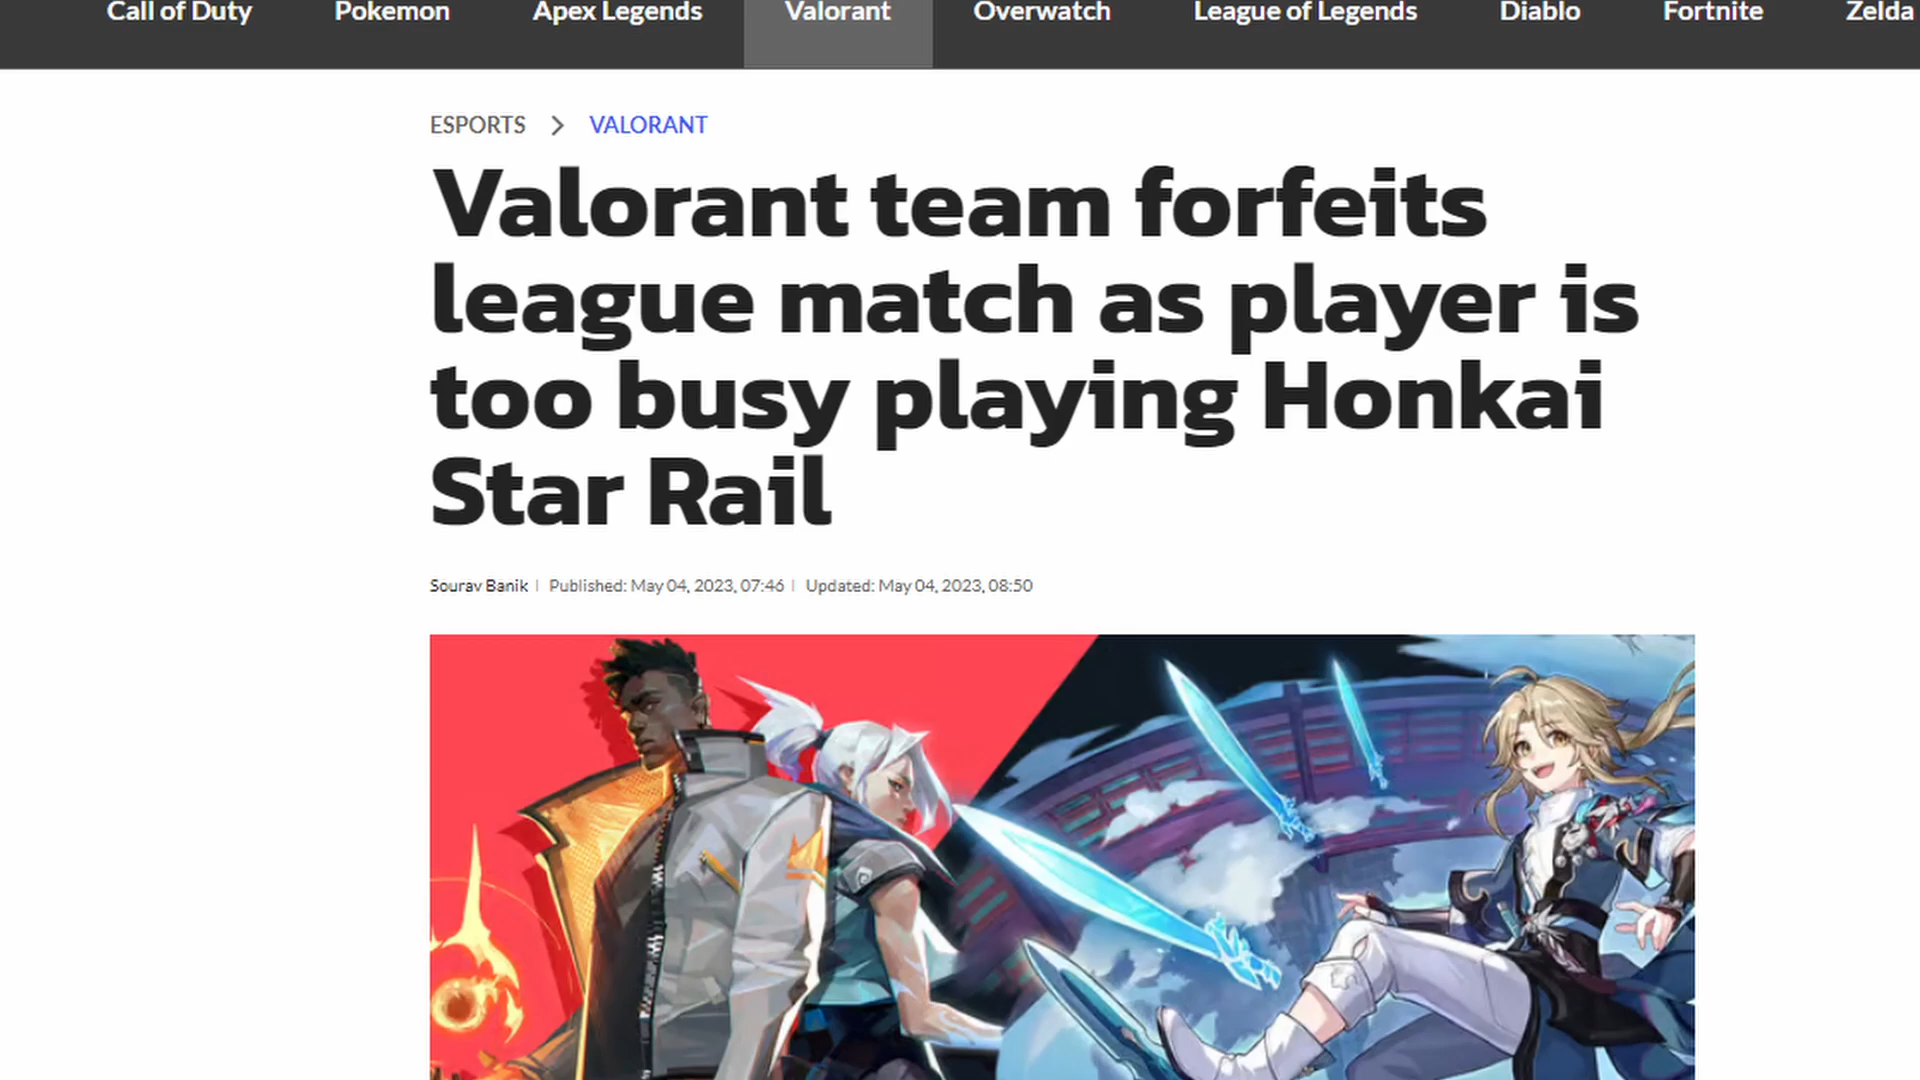 Call of Duty Pokemon Apex Legends Valorant Overwatch League of Legends Diablo Fortnite Zelda
ESPORTS > VALORANT
Valorant team forfeits
league match as player is
too busy playing Honkai
Star Rail
Sourav Banik | Published: May 04, 2023, 07:46 | Updated: May 04, 2023, 08:50